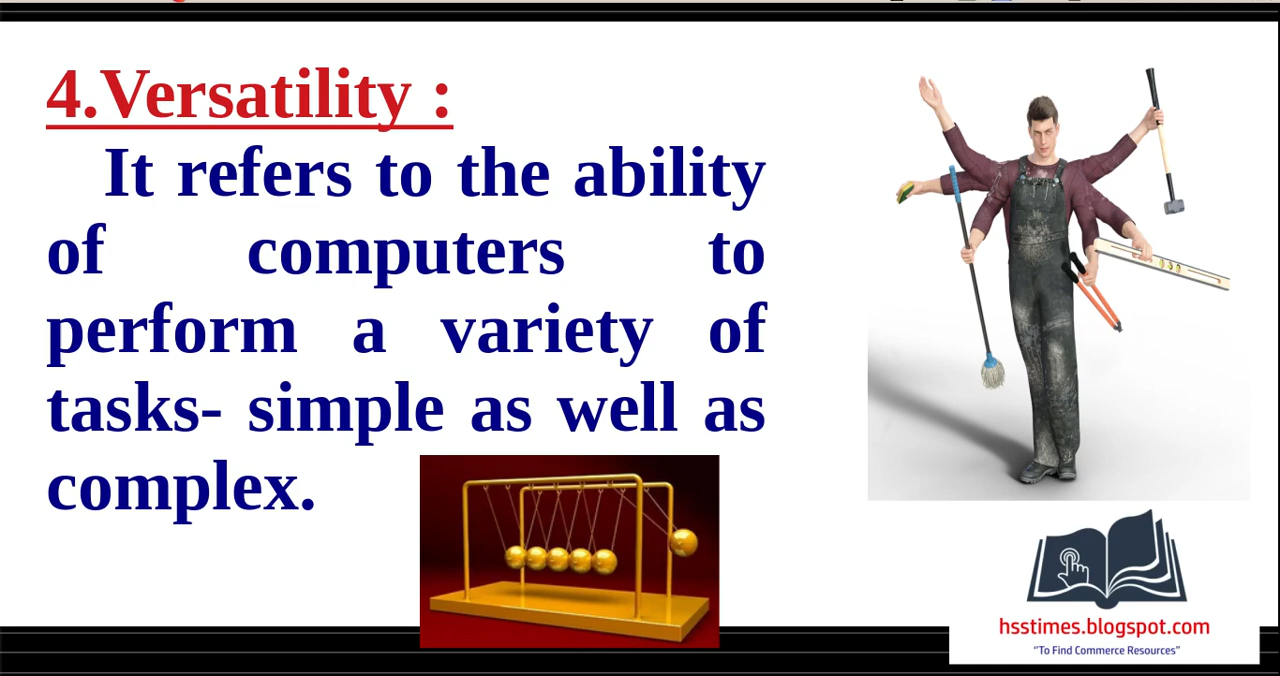 4.Versatility :
It refers to the ability
of computers to
perform a variety of
tasks- simple as well as
complex.
hsstimes.blogspot.com
“To Find Commerce Resources”